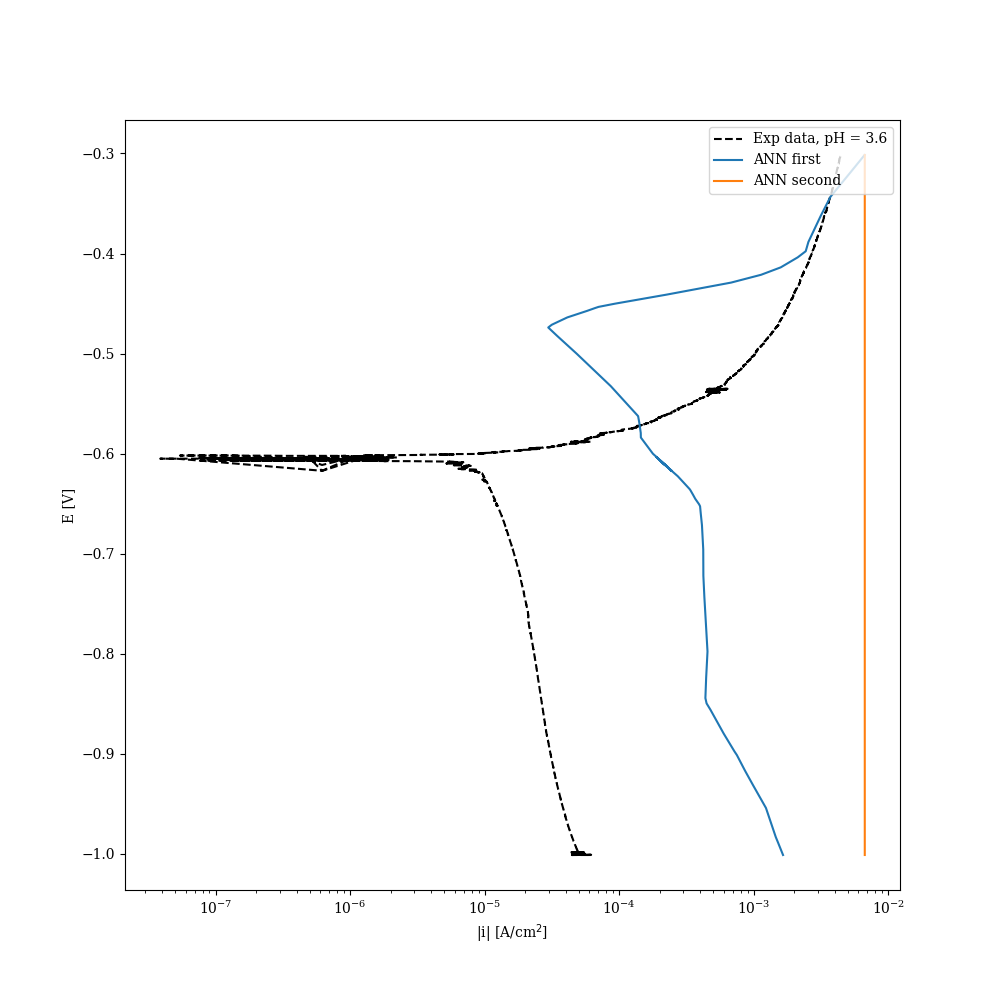 Exp data, pH = 3.6
ANN first
ANN second
−0.3
−0.4
−0.5
−0.6
−0.7
−0.8
−0.9
−1.0
E [V]
10⁻⁷ 10⁻⁶ 10⁻⁵ 10⁻⁴ 10⁻³ 10⁻²
|i| [A/cm²]